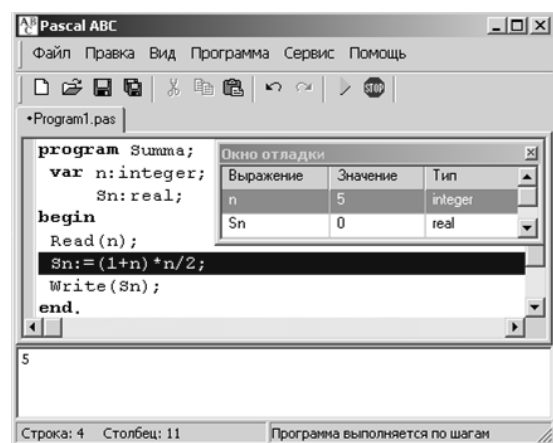 Pascal ABC
Файл Правка Вид Программа Сервис Помощь
STOP
•Program1.pas
program Summa;
var n:integer;
Sn:real;
begin
Read(n);
Sn:=(1+n)*n/2;
Write(Sn);
end.
Окно отладки
Выражение Значение Тип
n 5 integer
Sn 0 real
5
Строка: 4 Столбец: 11 Программа выполняется по шагам